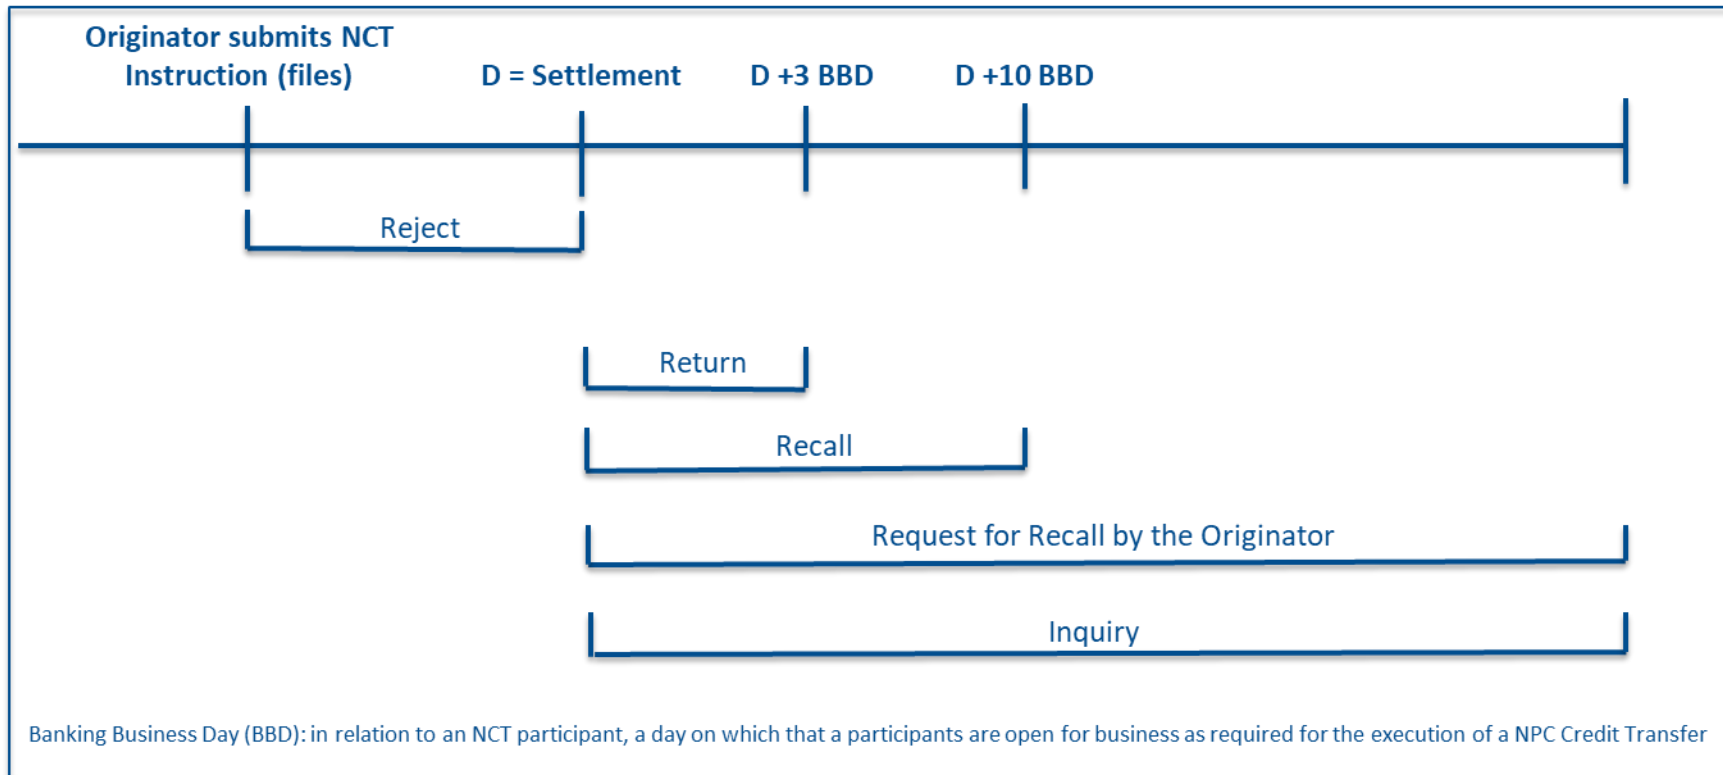 Originator submits NCT
Instruction (files)
D = Settlement
D +3 BBD
D +10 BBD
Reject
Return
Recall
Request for Recall by the Originator
Inquiry
Banking Business Day (BBD): in relation to an NCT participant, a day on which that a participants are open for business as required for the execution of a NPC Credit Transfer